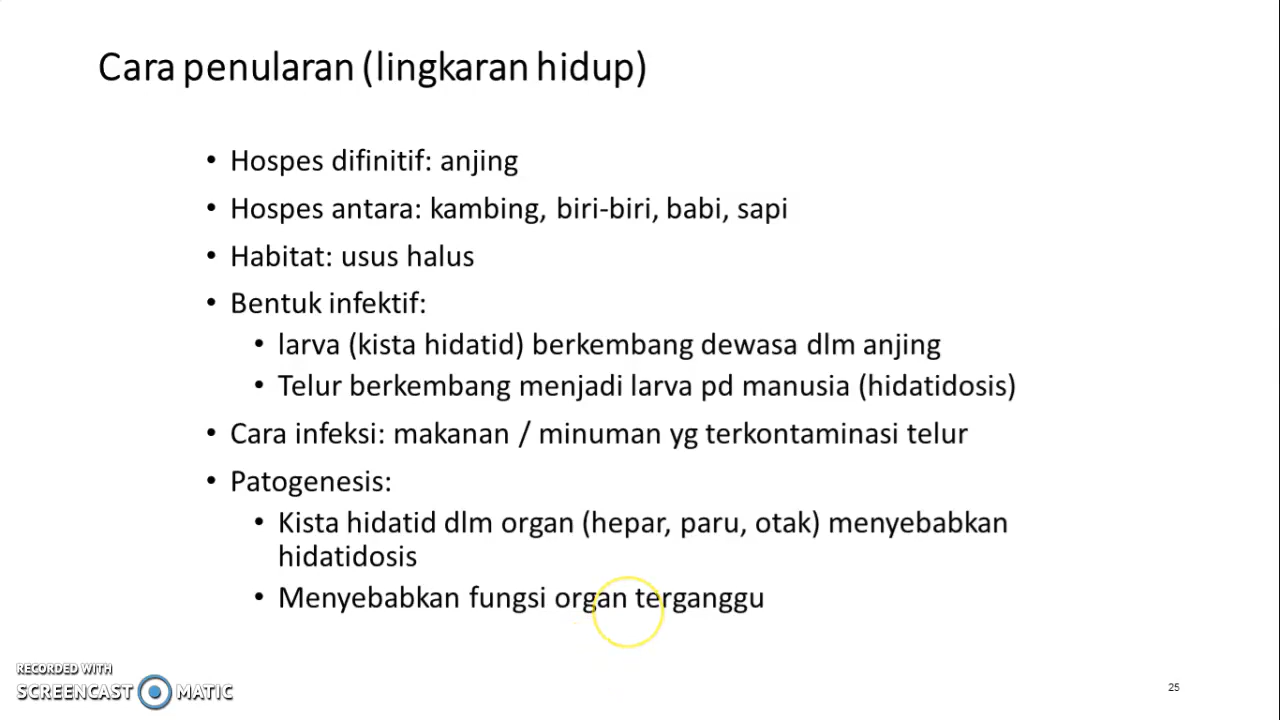 Cara penularan (lingkaran hidup)
• Hospes difinitif: anjing
• Hospes antara: kambing, biri-biri, babi, sapi
• Habitat: usus halus
• Bentuk infektif:
• larva (kista hidatid) berkembang dewasa dlm anjing
• Telur berkembang menjadi larva pd manusia (hidatidosis)
• Cara infeksi: makanan / minuman yg terkontaminasi telur
• Patogenesis:
• Kista hidatid dlm organ (hepar, paru, otak) menyebabkan
hidatidosis
• Menyebabkan fungsi organ terganggu
RECORDED WITH
SCREENCAST MATIC
25